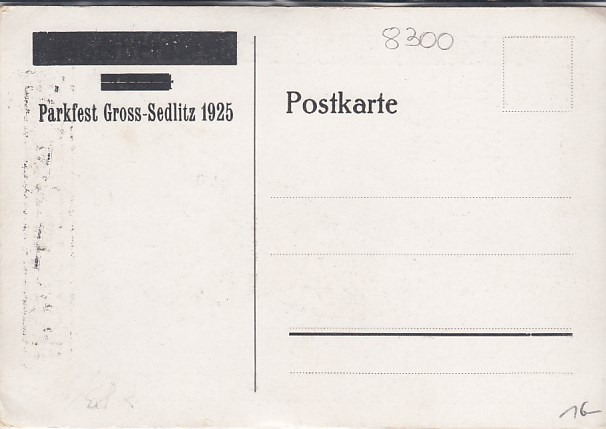 8300
Parkfest Gross-Sedlitz 1925
Postkarte